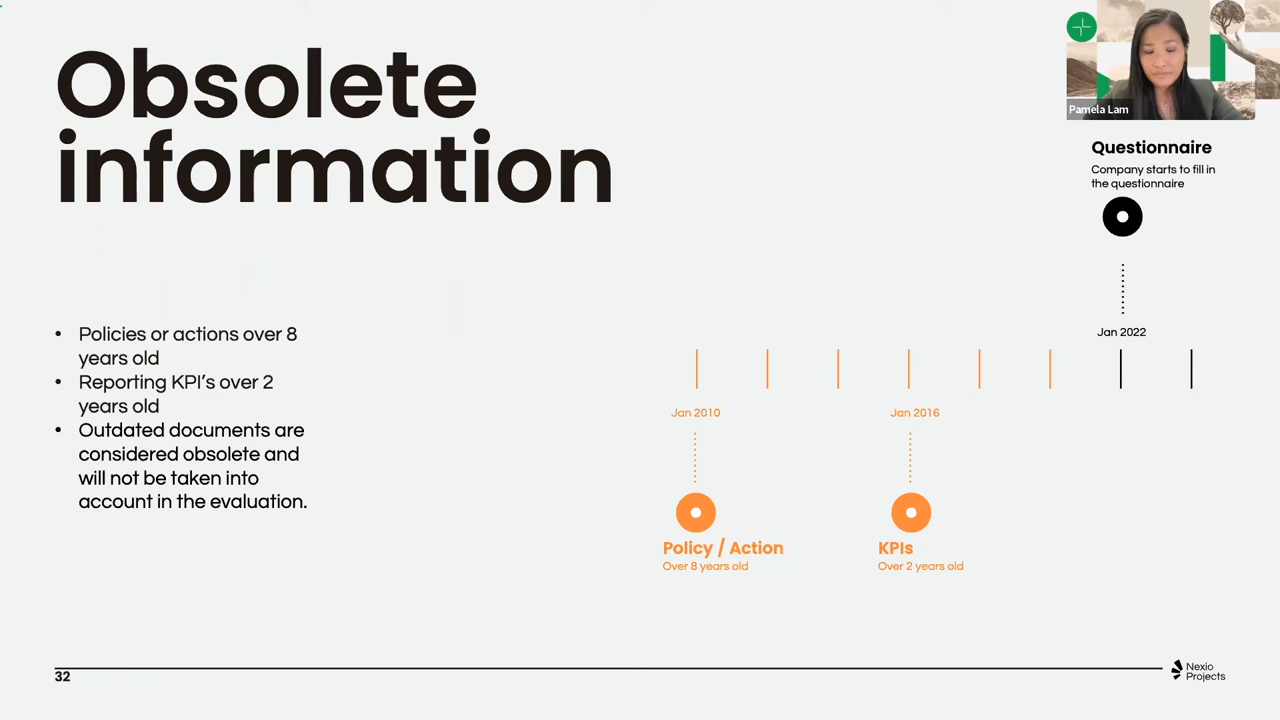 Obsolete
information
Pamela Lam
Questionnaire
Company starts to fill in
the questionnaire
Jan 2022
Policies or actions over 8
years old
Reporting KPI's over 2
years old
Outdated documents are
considered obsolete and
will not be taken into
account in the evaluation.
Jan 2010
Jan 2016
Policy / Action
Over 8 years old
KPIs
Over 2 years old
32
Nexio
Projects